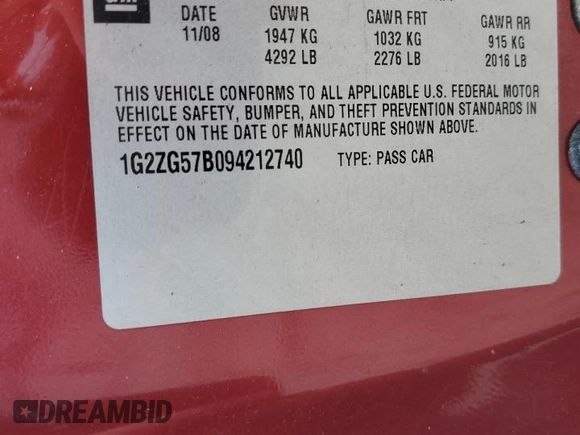 GM
DATE GVWR GAWR FRT GAWR RR
11/08 1947 KG 1032 KG 915 KG
4292 LB 2276 LB 2016 LB
THIS VEHICLE CONFORMS TO ALL APPLICABLE U.S. FEDERAL MOTOR
VEHICLE SAFETY, BUMPER, AND THEFT PREVENTION STANDARDS IN
EFFECT ON THE DATE OF MANUFACTURE SHOWN ABOVE.
1G2ZG57B094212740 TYPE: PASS CAR
DREAMBID